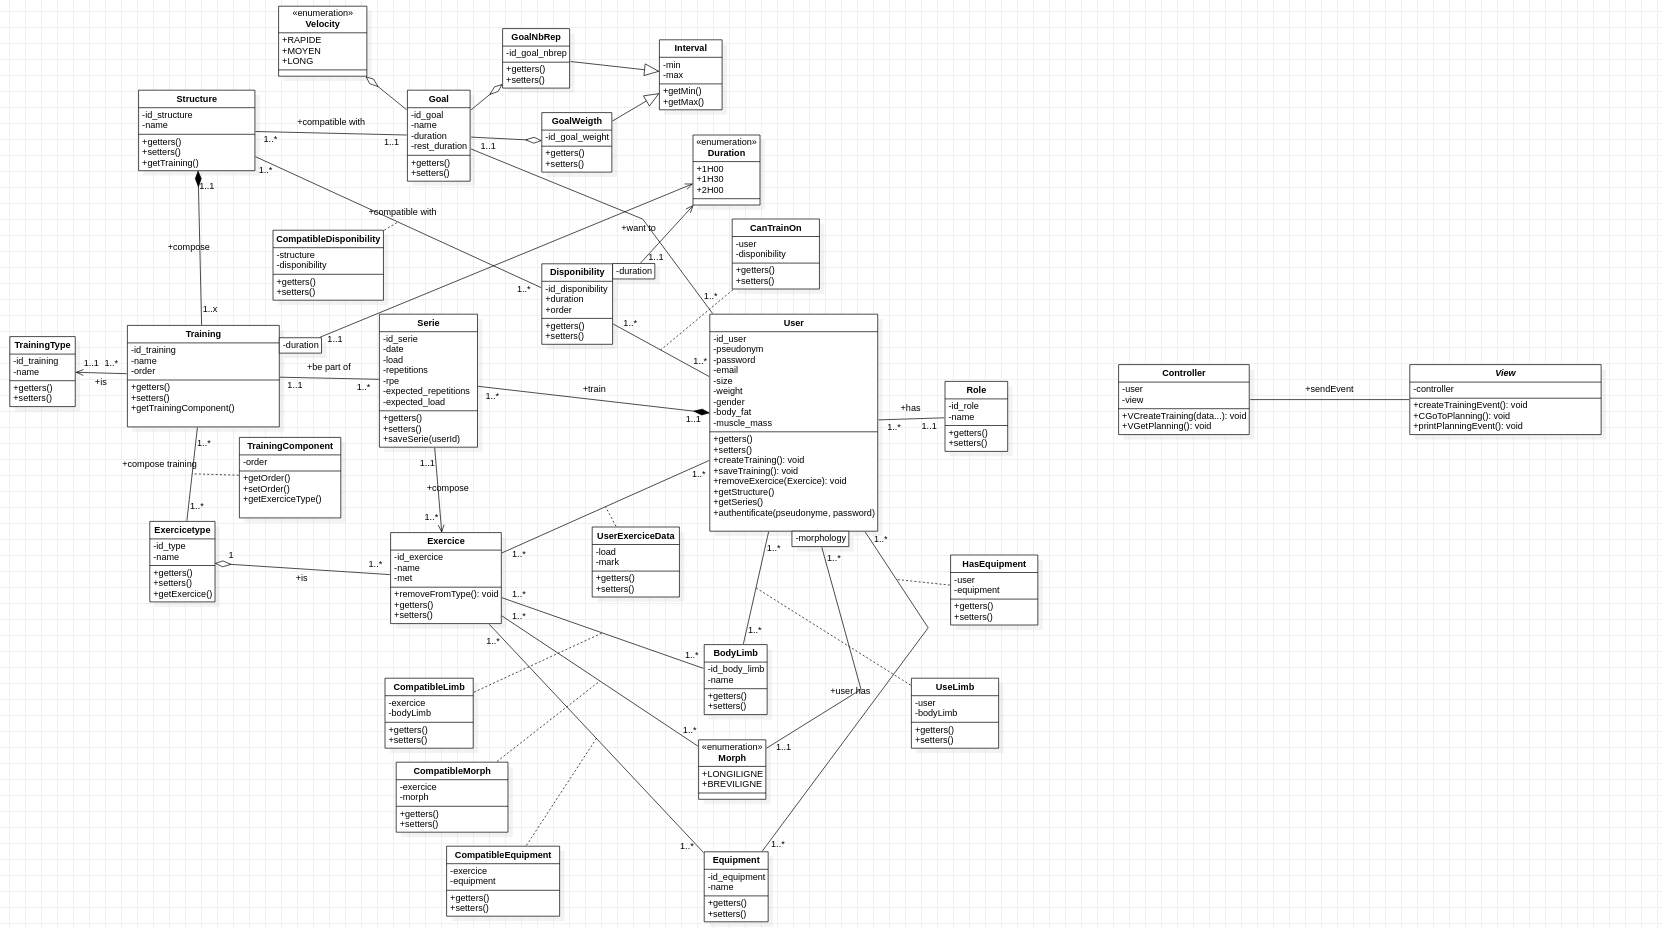 «enumeration»
Velocity
+RAPIDE
+MOYEN
+LONG
GoalNbRep
-id_goal_nbrep
+getters()
+setters()
Interval
-min
-max
+getMin()
+getMax()
Structure
-id_structure
-name
+getters()
+setters()
+getTraining()
+compatible with
1..*
1..1
Goal
-id_goal
-name
-duration
-rest_duration
+getters()
+setters()
GoalWeigth
-id_goal_weight
+getters()
+setters()
1..1
«enumeration»
Duration
+1H00
+1H30
+2H00
1..*
1..1
+compatible with
+compose
1..x
CompatibleDisponibility
-structure
-disponibility
+getters()
+setters()
+want to
1..1
CanTrainOn
-user
-disponibility
+getters()
+setters()
Disponibility
-id_disponibility
+duration
+order
+getters()
+setters()
-duration
1..*
1..*
1..*
1..*
TrainingType
-id_training
-name
+getters()
+setters()
1..1
1..*
+is
Training
-id_training
-name
-order
+getters()
+setters()
+getTrainingComponent()
-duration
1..1
+be part of
1..1
1..*
Serie
-id_serie
-date
-load
-repetitions
-rpe
-expected_repetitions
-expected_load
+getters()
+setters()
+saveSerie(userId)
+train
1..*
1..1
User
-id_user
-pseudonym
-password
-email
-size
-weight
-gender
-body_fat
-muscle_mass
+getters()
+setters()
+createTraining(): void
+saveTraining(): void
+removeExercice(Exercice): void
+getStructure()
+getSeries()
+authentificate(pseudonyme, password)
-morphology
+has
1..*
1..1
Role
-id_role
-name
+getters()
+setters()
Controller
-user
-view
+VCreateTraining(data...): void
+VGetPlanning(): void
+sendEvent
View
-controller
+createTrainingEvent(): void
+CGoToPlanning(): void
+printPlanningEvent(): void
1..*
+compose training
1..*
TrainingComponent
-order
+getOrder()
+setOrder()
+getExerciceType()
1..1
+compose
1..*
1..*
Exercicetype
-id_type
-name
+getters()
+setters()
+getExercice()
1
+is
1..*
Exercice
-id_exercice
-name
-met
+removeFromType(): void
+getters()
+setters()
1..*
1..*
1..*
1..*
UserExerciceData
-load
-mark
+getters()
+setters()
1..*
1..*
1..*
HasEquipment
-user
-equipment
+getters()
+setters()
1..*
1..*
BodyLimb
-id_body_limb
-name
+getters()
+setters()
CompatibleLimb
-exercice
-bodyLimb
+getters()
+setters()
+user has
UseLimb
-user
-bodyLimb
+getters()
+setters()
1..*
1..1
«enumeration»
Morph
+LONGILIGNE
+BREVILIGNE
CompatibleMorph
-exercice
-morph
+getters()
+setters()
CompatibleEquipment
-exercice
-equipment
+getters()
+setters()
1..*
1..*
Equipment
-id_equipment
-name
+getters()
+setters()